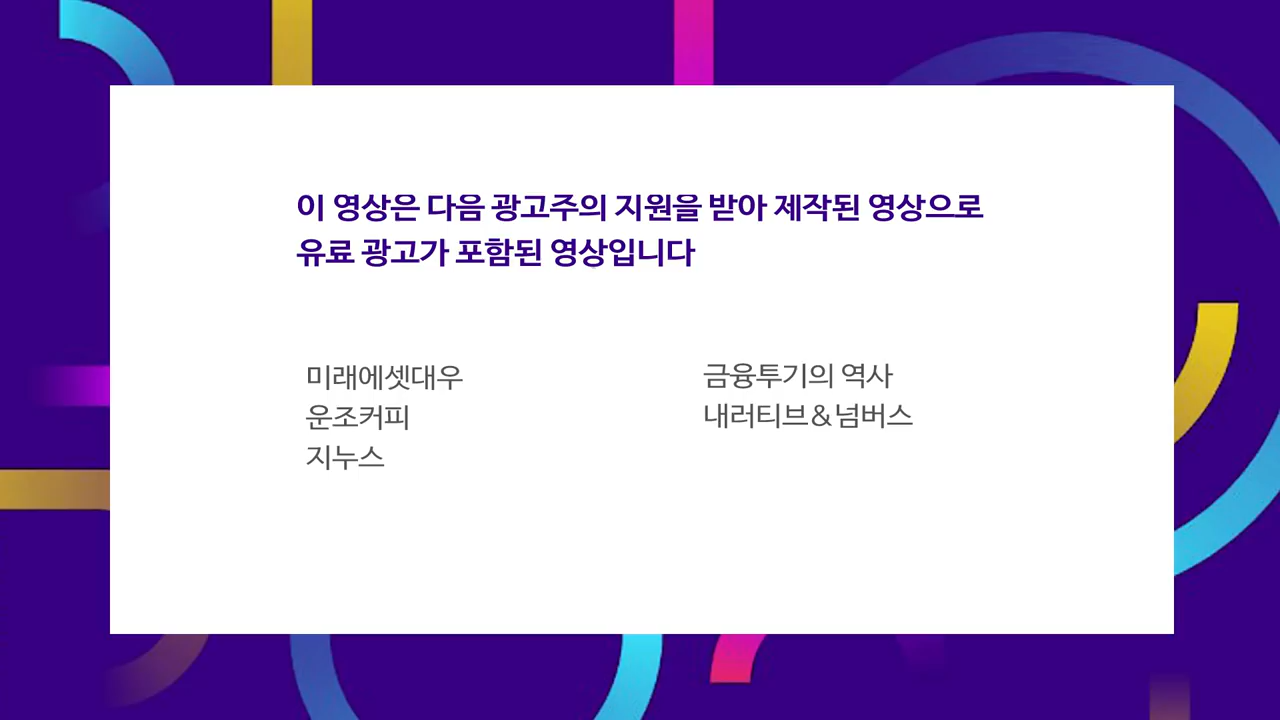 이 영상은 다음 광고주의 지원을 받아 제작된 영상으로
유료 광고가 포함된 영상입니다
미래에셋대우
운조커피
지누스
금융투기의 역사
내러티브&넘버스